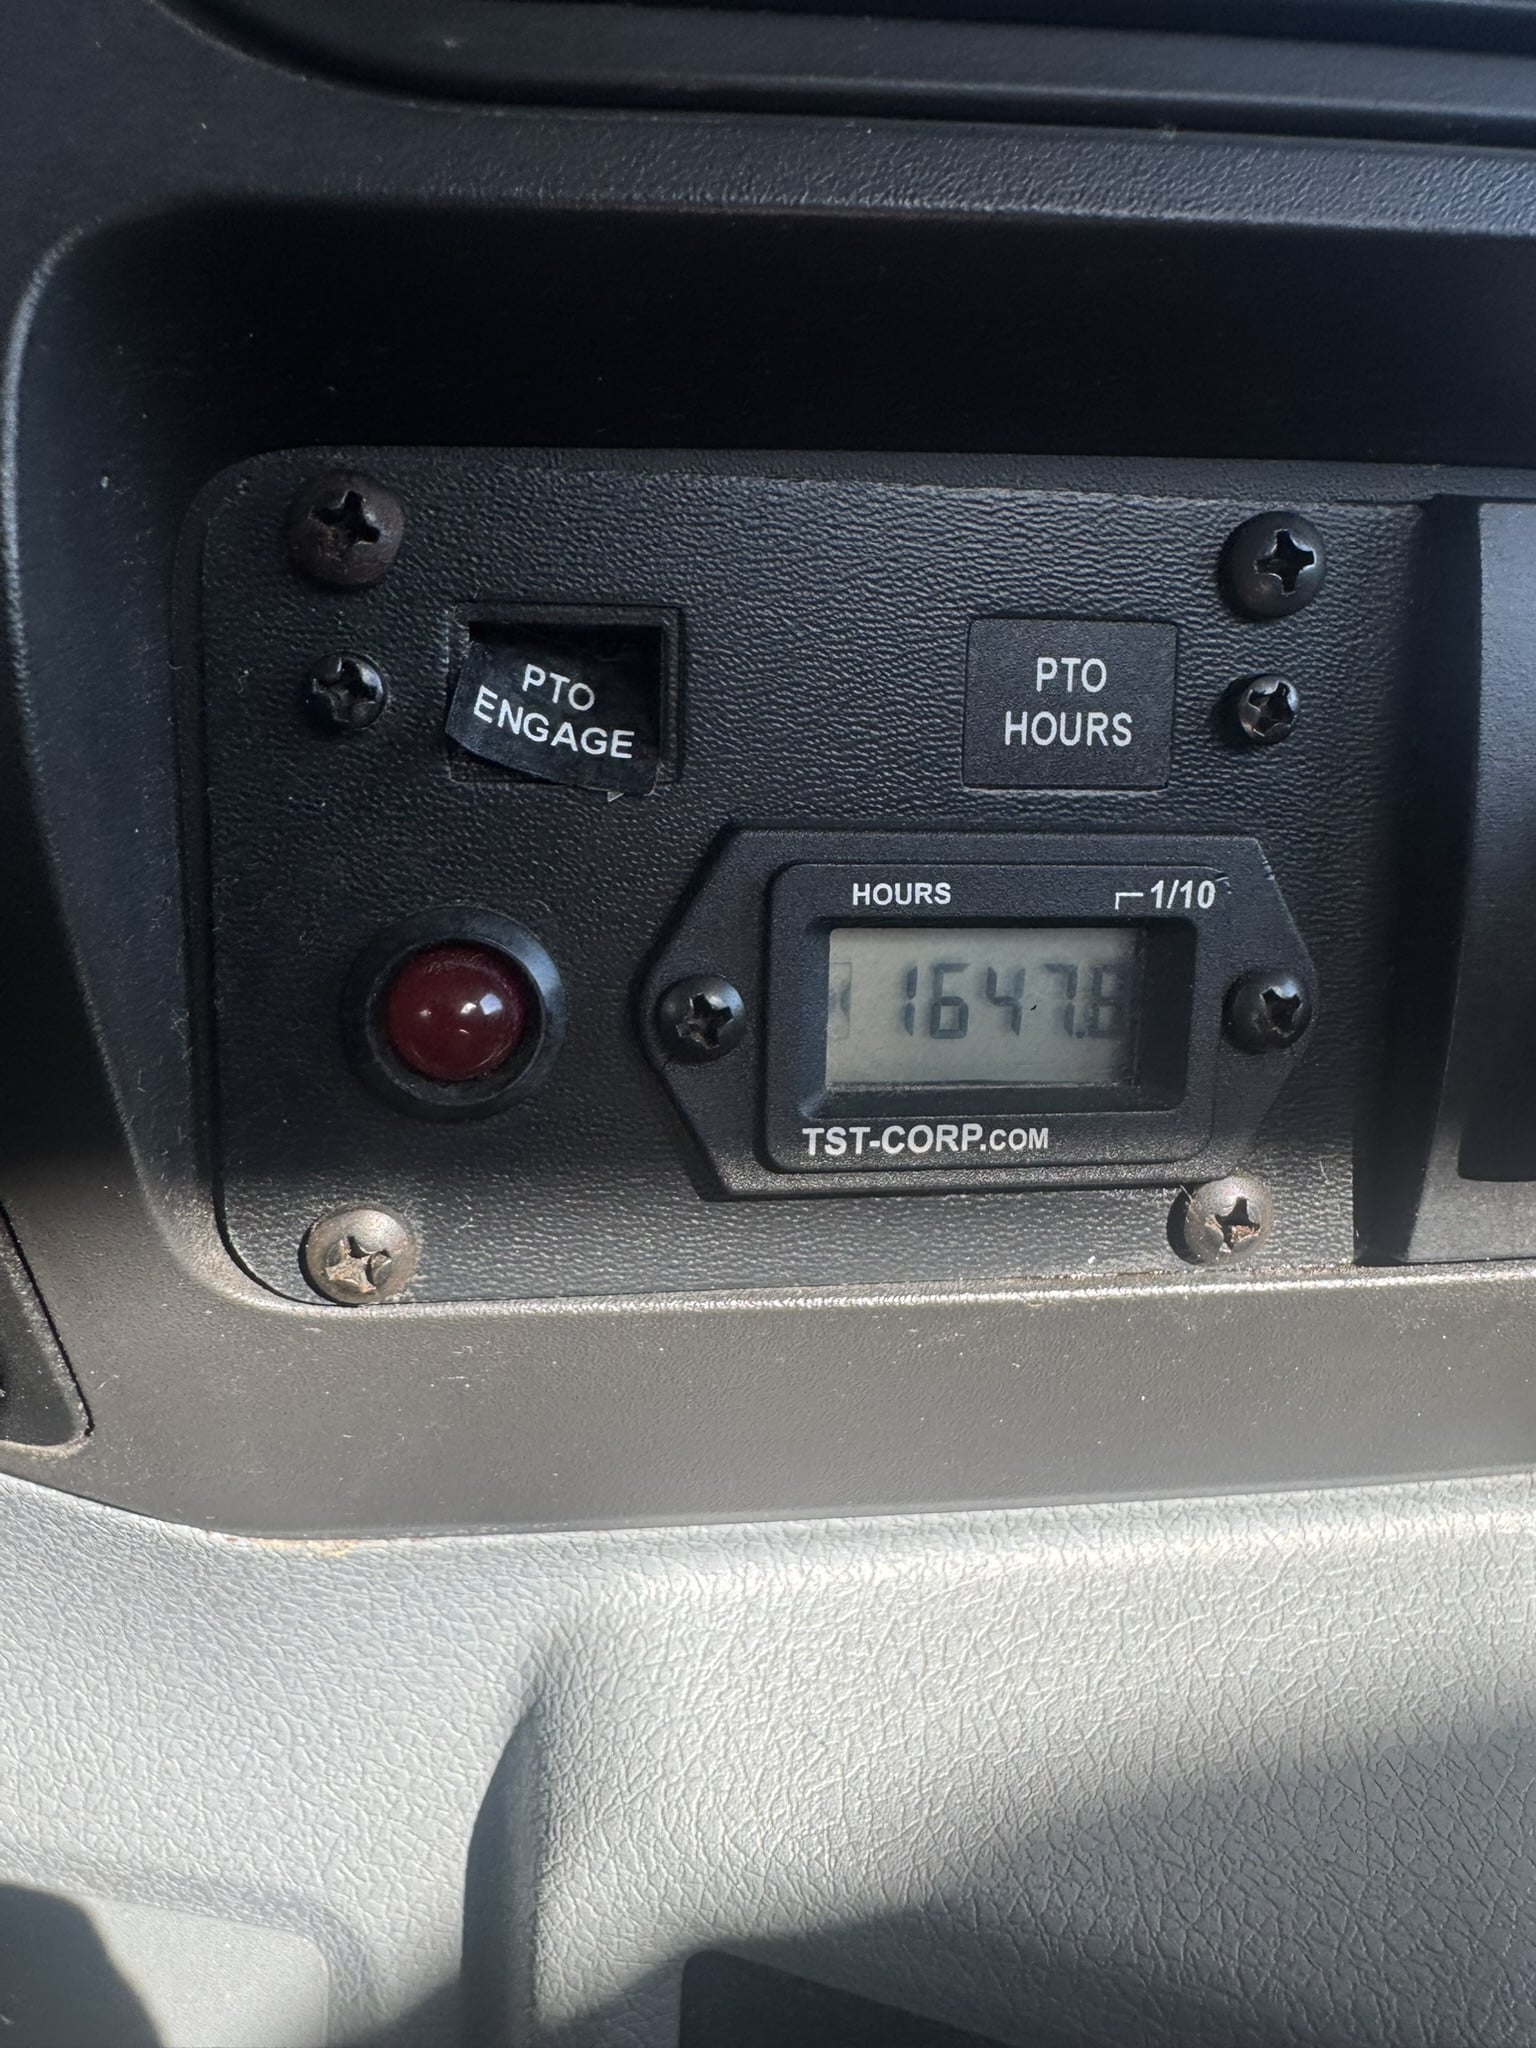 PTO
ENGAGE
PTO
HOURS
HOURS
1/10
1647.8
TST-CORP.COM